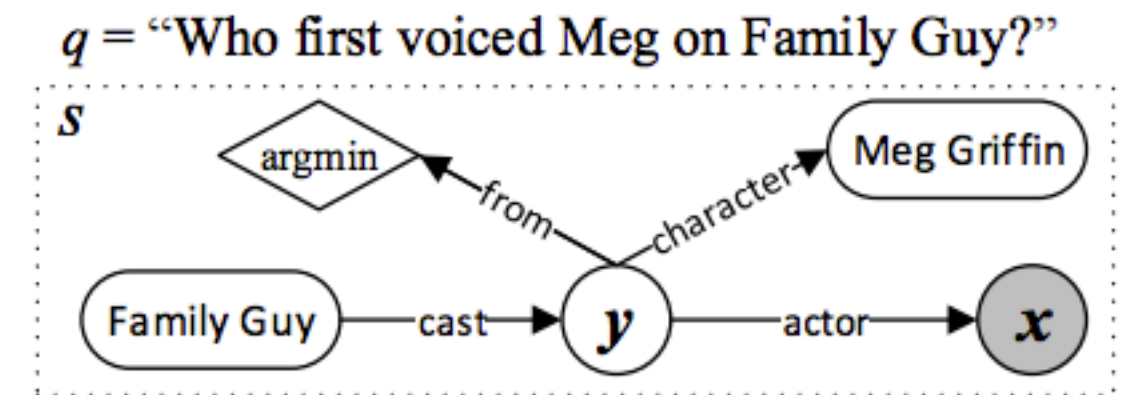 q = “Who first voiced Meg on Family Guy?”
s
argmin
Meg Griffin
from
character
Family Guy
cast
y
actor
x